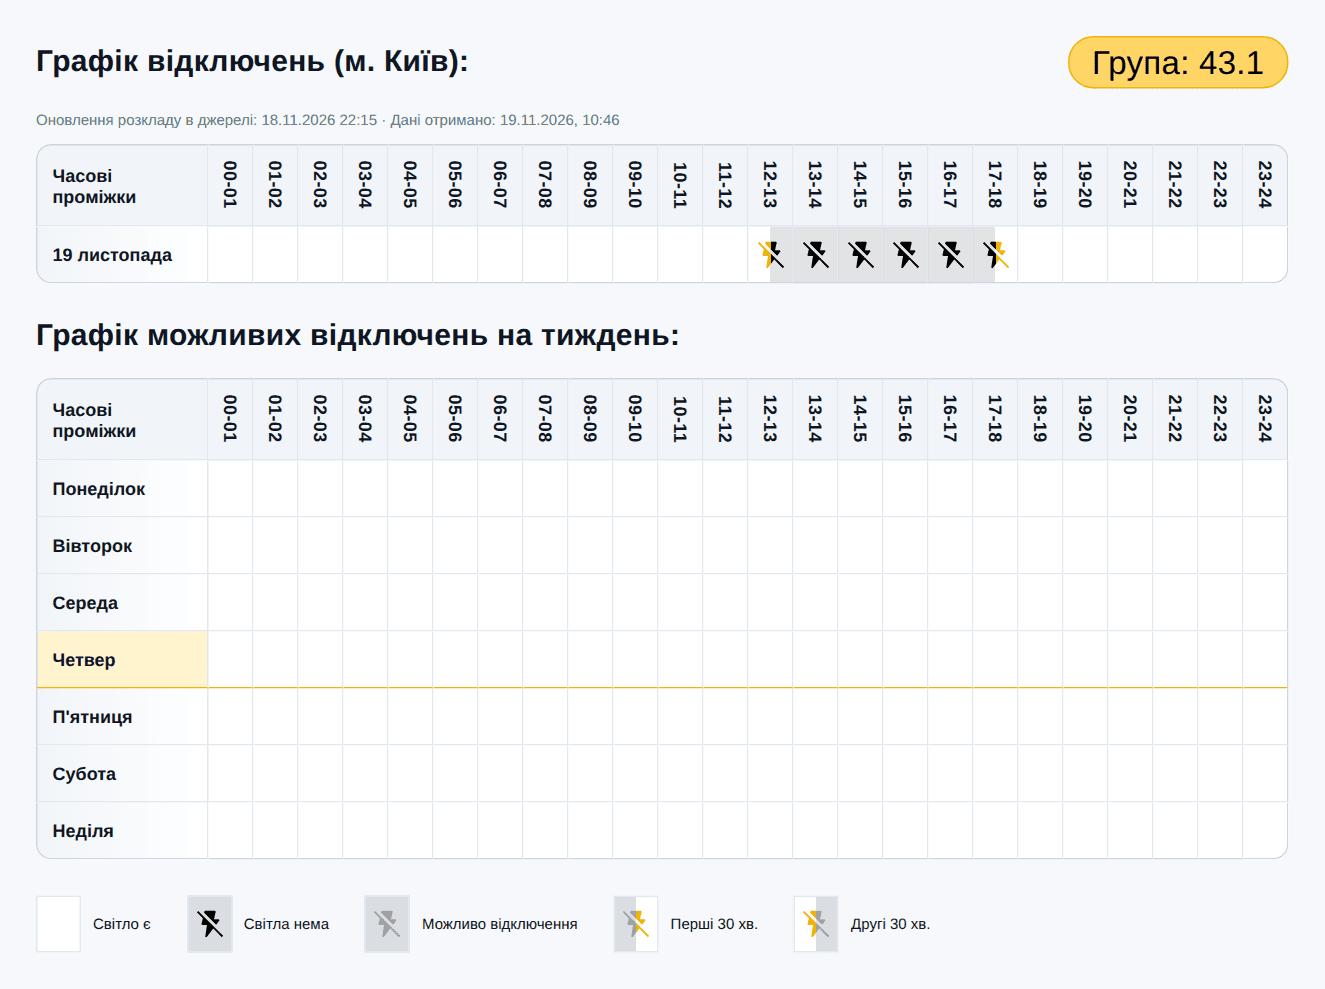 Графік відключень (м. Київ):
Група: 43.1
Оновлення розкладу в джерелі: 18.11.2026 22:15 · Дані отримано: 19.11.2026, 10:46
Часові
проміжки
00-01 01-02 02-03 03-04 04-05 05-06 06-07 07-08 08-09 09-10 10-11 11-12 12-13 13-14 14-15 15-16 16-17 17-18 18-19 19-20 20-21 21-22 22-23 23-24
19 листопада
Графік можливих відключень на тиждень:
Часові
проміжки
00-01 01-02 02-03 03-04 04-05 05-06 06-07 07-08 08-09 09-10 10-11 11-12 12-13 13-14 14-15 15-16 16-17 17-18 18-19 19-20 20-21 21-22 22-23 23-24
Понеділок
Вівторок
Середа
Четвер
П'ятниця
Субота
Неділя
Світло є Світла нема Можливо відключення Перші 30 хв. Другі 30 хв.